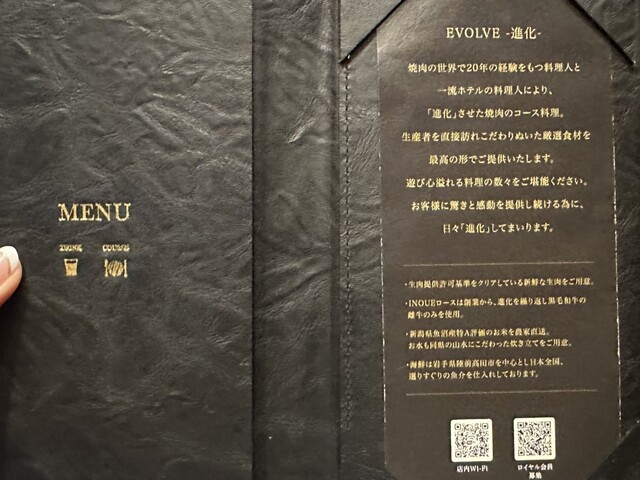 MENU
DRINK COURSE
EVOLVE -進化-
焼肉の世界で20年の経験をもつ料理人と
一流ホテルの料理人により、
「進化」させた焼肉のコース料理。
生産者を直接訪れこだわりぬいた厳選食材を
最高の形でご提供いたします。
遊び心溢れる料理の数々をご堪能ください。
お客様に驚きと感動を提供し続ける為に、
日々「進化」してまいります。
・生肉提供許可基準をクリアしている新鮮な生肉をご用意。
・INOUEロースは創業から、進化を繰り返し黒毛和牛の
雌牛のみを使用。
・新潟県魚沼産特A評価のお米を農家直送。
お水も同県の山水にこだわった炊き立てをご用意。
・海鮮は岩手県陸前高田市を中心とし日本全国、
選りすぐりの魚介を仕入れしております。
店内Wi-Fi
ロイヤル会員
募集